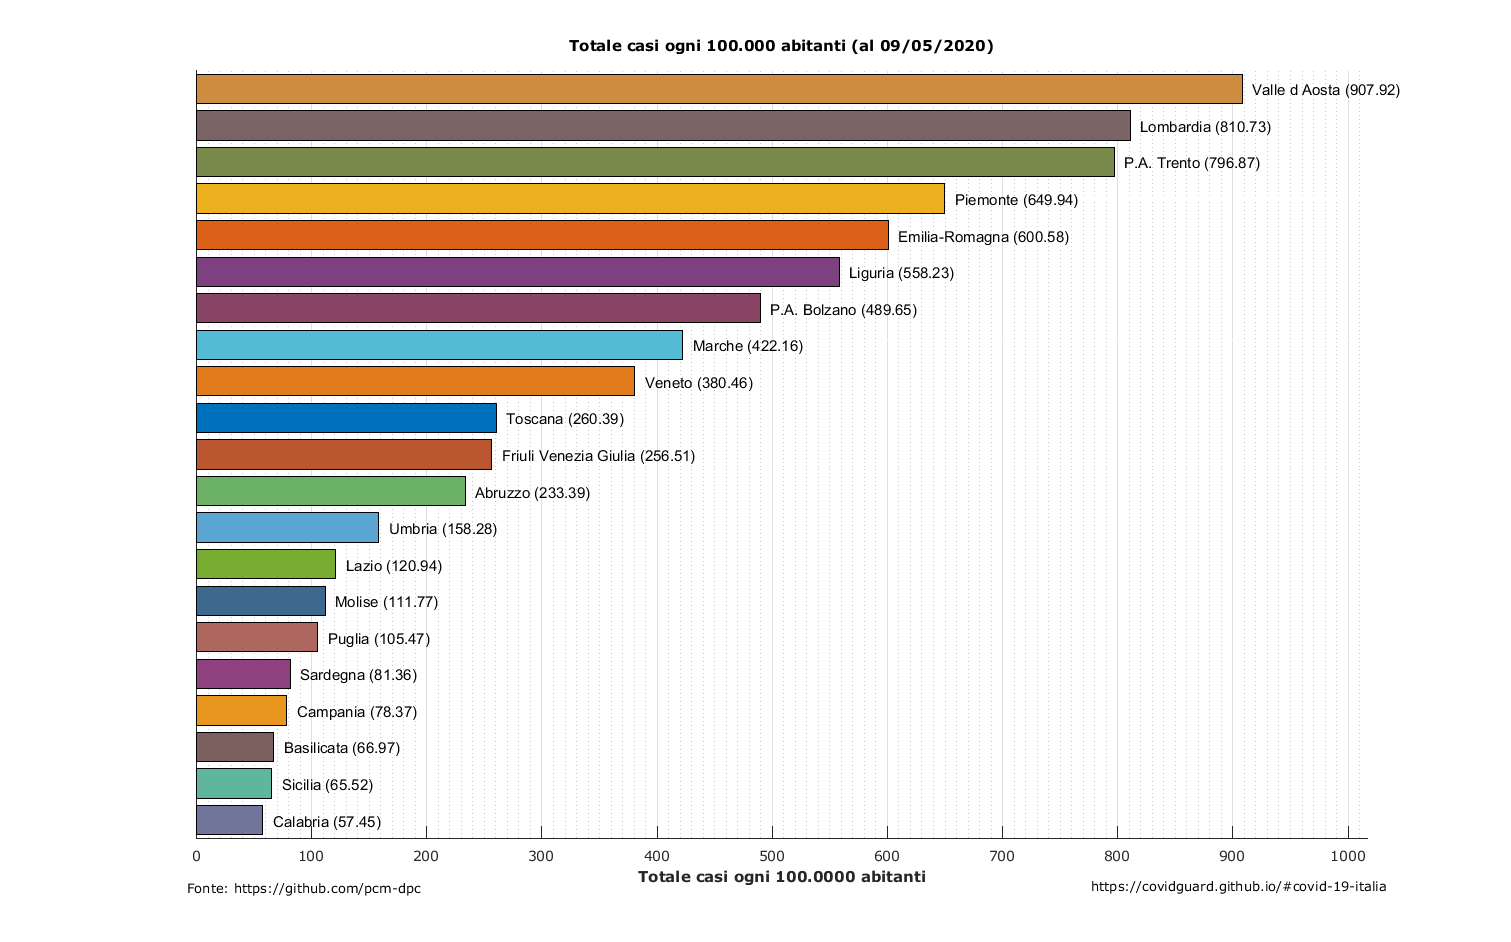 Totale casi ogni 100.000 abitanti (al 09/05/2020)
Valle d Aosta (907.92)
Lombardia (810.73)
P.A. Trento (796.87)
Piemonte (649.94)
Emilia-Romagna (600.58)
Liguria (558.23)
P.A. Bolzano (489.65)
Marche (422.16)
Veneto (380.46)
Toscana (260.39)
Friuli Venezia Giulia (256.51)
Abruzzo (233.39)
Umbria (158.28)
Lazio (120.94)
Molise (111.77)
Puglia (105.47)
Sardegna (81.36)
Campania (78.37)
Basilicata (66.97)
Sicilia (65.52)
Calabria (57.45)
0 100 200 300 400 500 600 700 800 900 1000
Totale casi ogni 100.0000 abitanti
Fonte: https://github.com/pcm-dpc
https://covidguard.github.io/#covid-19-italia